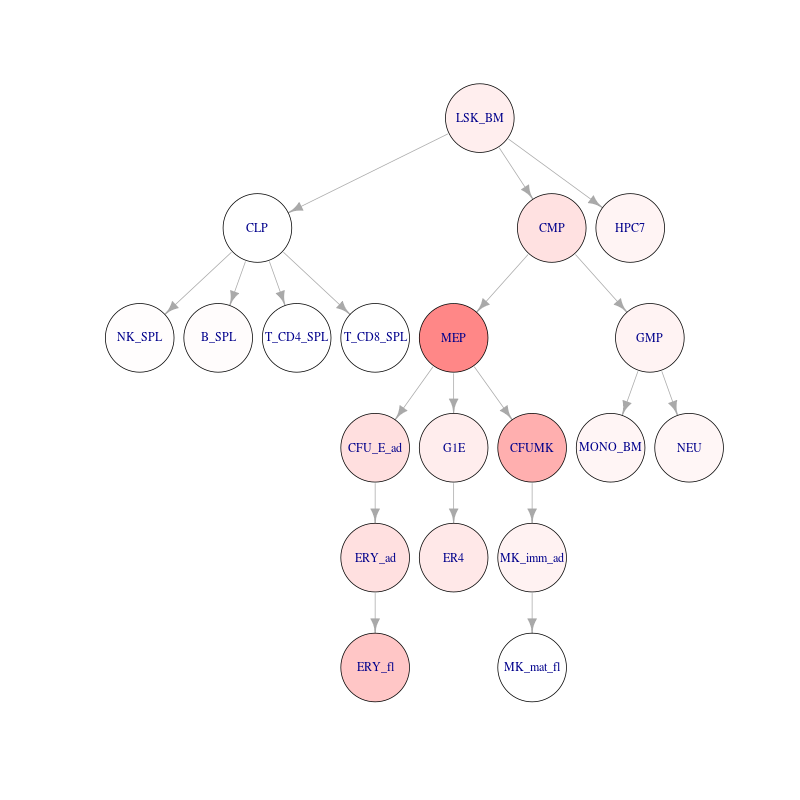 LSK_BM
CLP
CMP
HPC7
NK_SPL
B_SPL
T_CD4_SPL
T_CD8_SPL
MEP
GMP
CFU_E_ad
G1E
CFUMK
MONO_BM
NEU
ERY_ad
ER4
MK_imm_ad
ERY_fl
MK_mat_fl